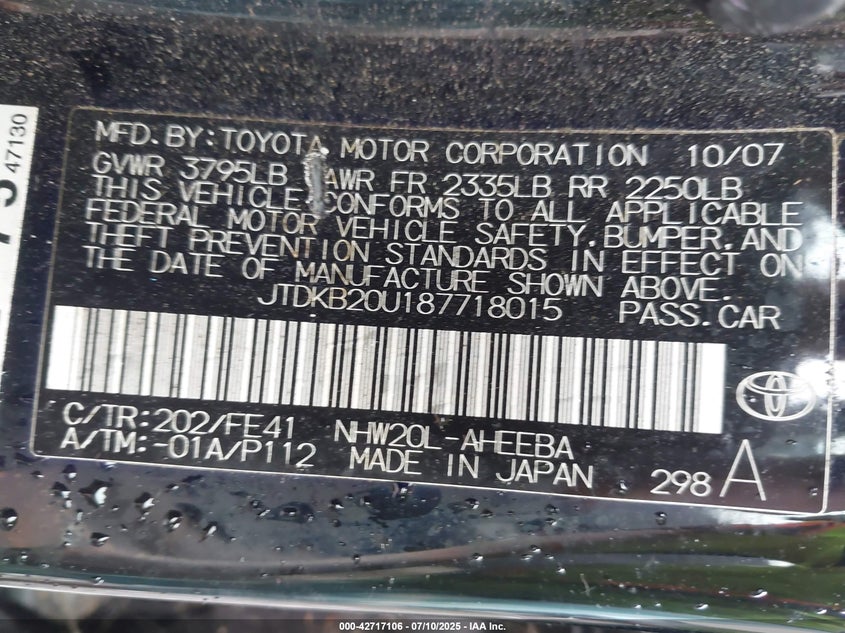 47130
MFD.BY:TOYOTA MOTOR CORPORATION 10/07
GVWR 3795LB GAWR FR 2335LB RR 2250LB
THIS VEHICLE CONFORMS TO ALL APPLICABLE
FEDERAL MOTOR VEHICLE SAFETY,BUMPER,AND
THEFT PREVENTION STANDARDS IN EFFECT ON
THE DATE OF MANUFACTURE SHOWN ABOVE.
JTDKB20U187718015 PASS.CAR
C/TR:202/FE41 NHW20L-AHEEBA
A/TM:-01A/P112 MADE IN JAPAN 298 A
000-42717106 - 07/10/2025 - IAA Inc.